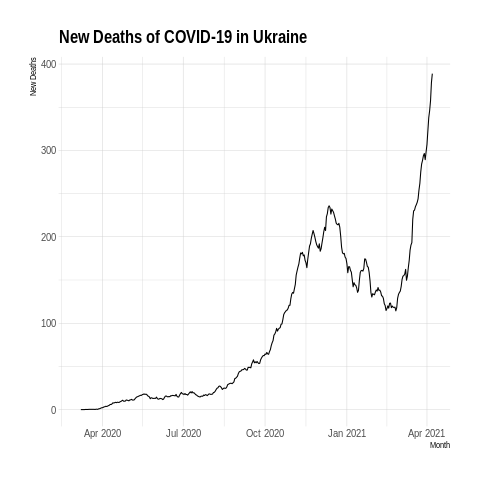 New Deaths of COVID-19 in Ukraine
New Deaths
400
300
200
100
0
Apr 2020 Jul 2020 Oct 2020 Jan 2021 Apr 2021
Month